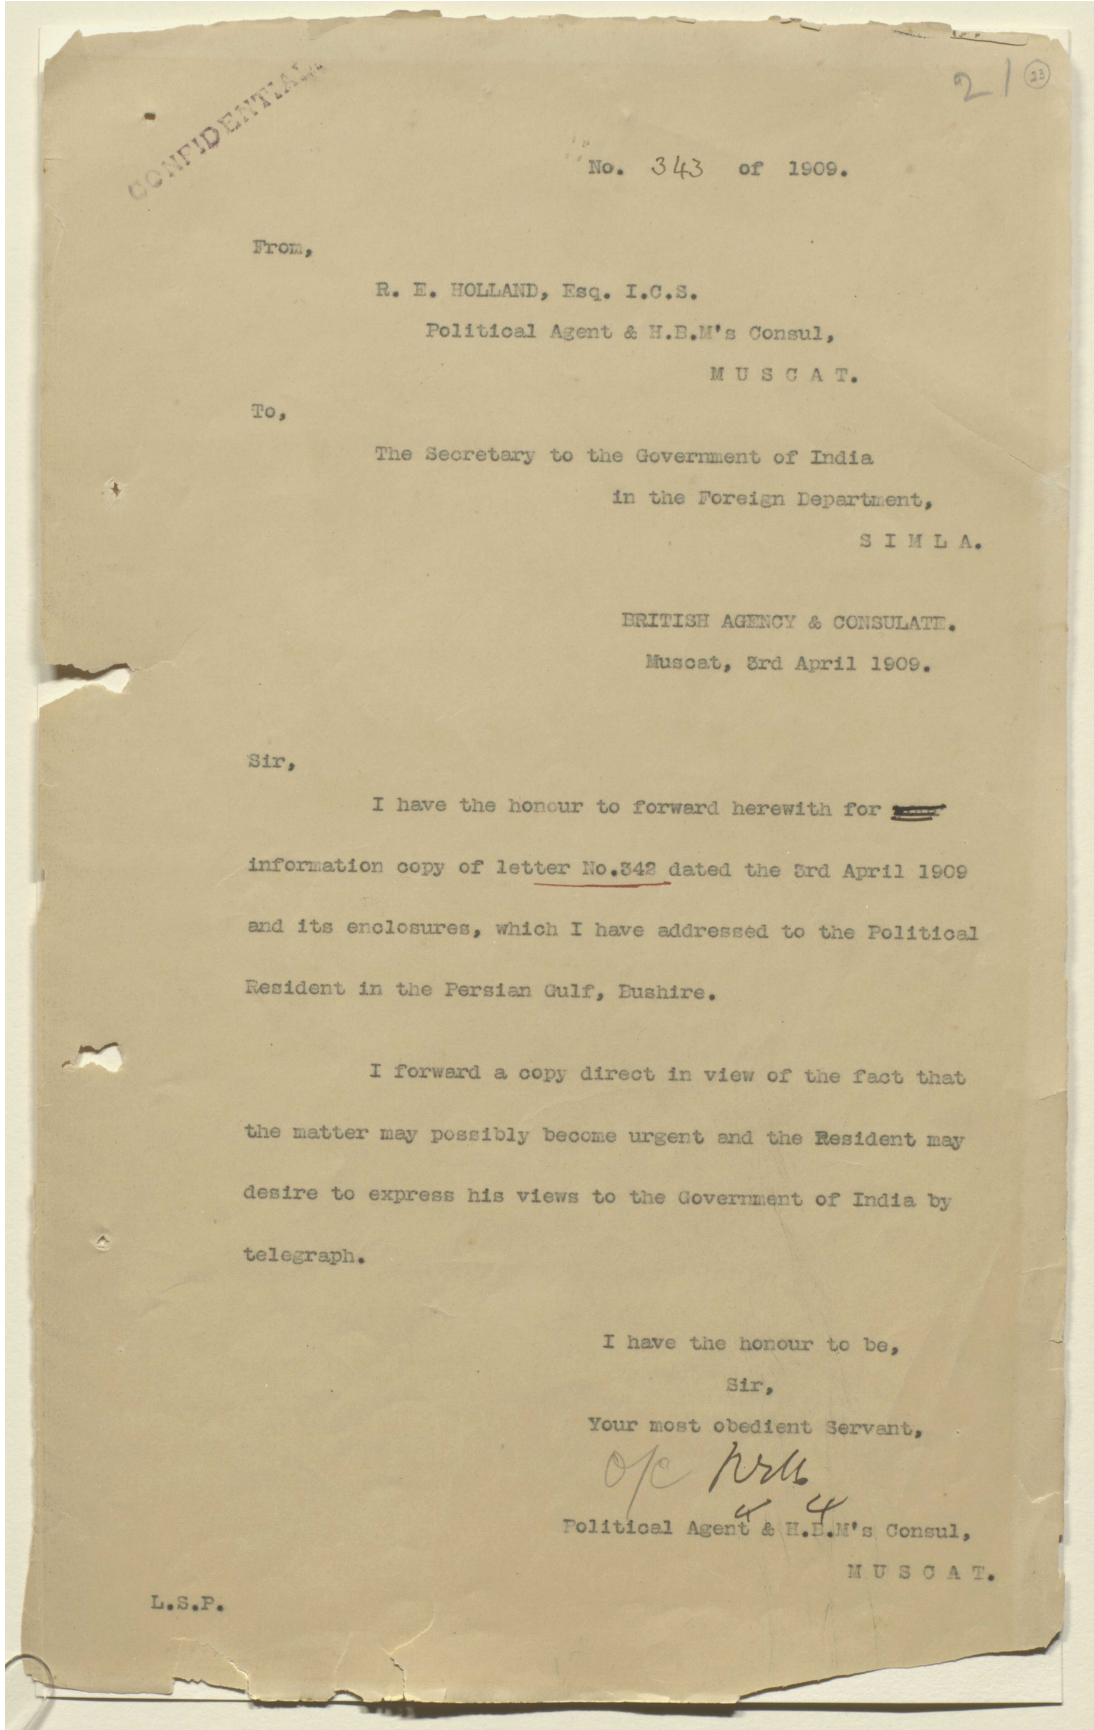 CONFIDENTIAL.
21 23
No. 343 of 1909.
From,
R. E. HOLLAND, Esq. I.C.S.
Political Agent & H.B.M's Consul,
M U S C A T.
To,
The Secretary to the Government of India
in the Foreign Department,
S I M L A.
BRITISH AGENCY & CONSULATE.
Muscat, 3rd April 1909.
Sir,
I have the honour to forward herewith for
information copy of letter No.342 dated the 3rd April 1909
and its enclosures, which I have addressed to the Political
Resident in the Persian Gulf, Bushire.
I forward a copy direct in view of the fact that
the matter may possibly become urgent and the Resident may
desire to express his views to the Government of India by
telegraph.
I have the honour to be,
Sir,
Your most obedient Servant,
o/c
4 4
Political Agent & H.B.M's Consul,
M U S C A T.
L.S.P.